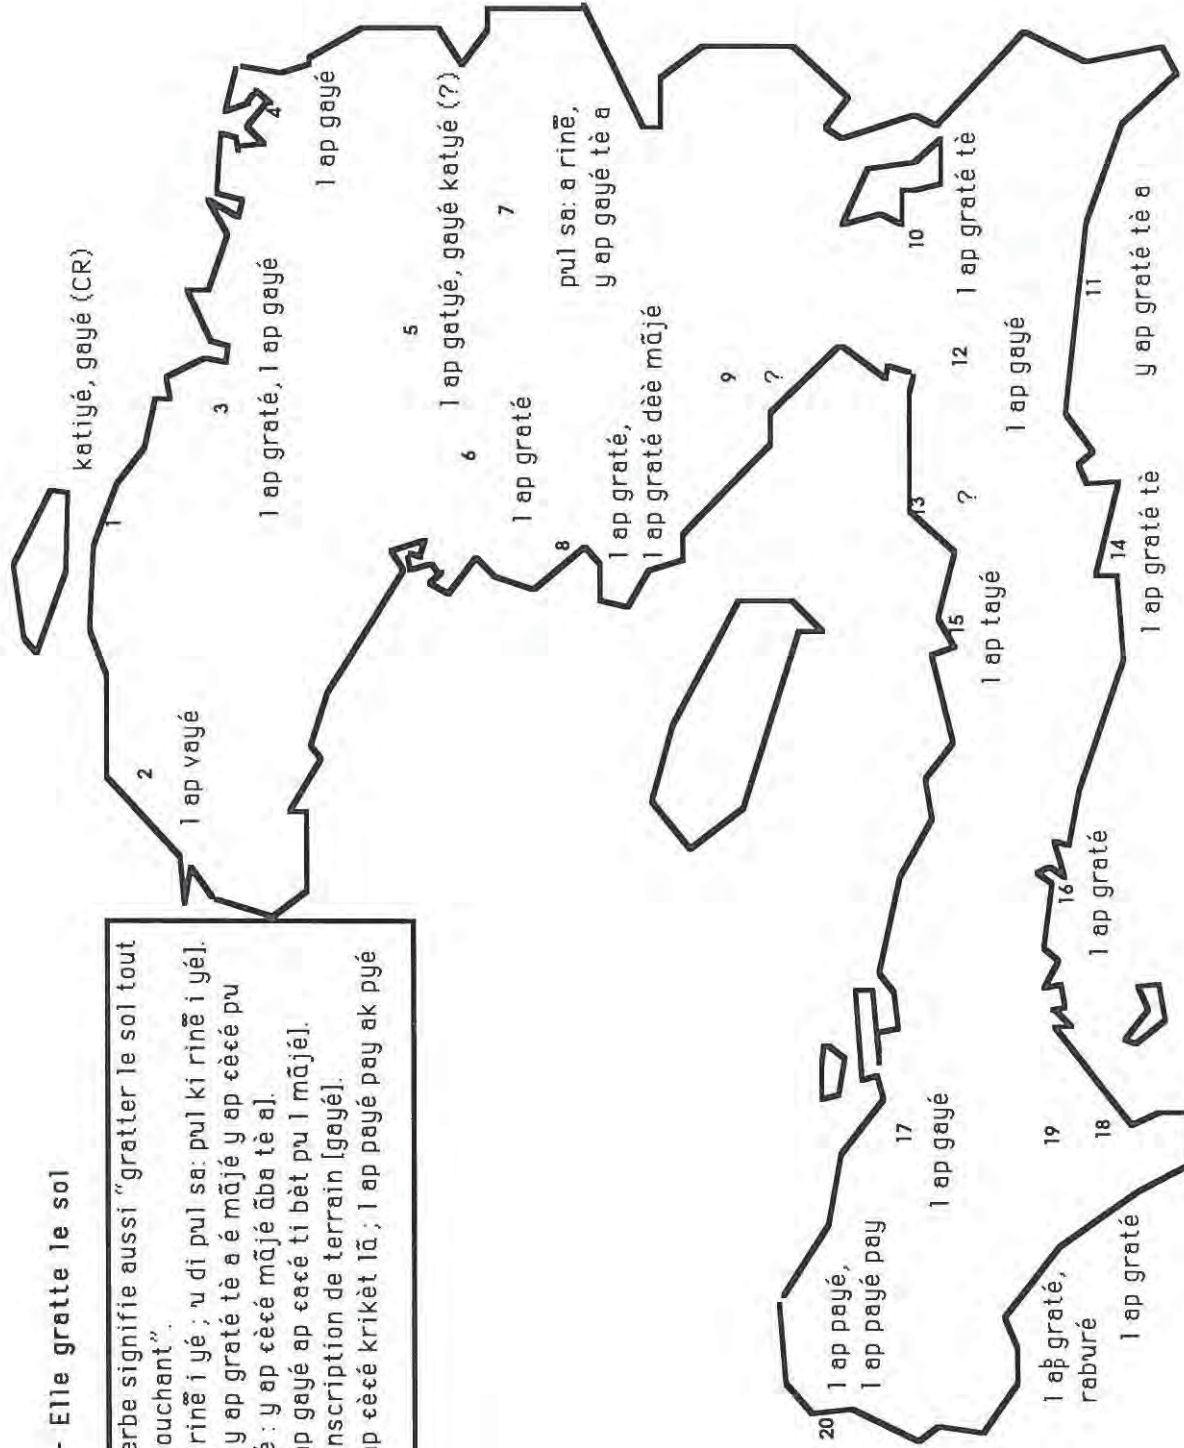 - Elle gratte le sol
erbe signifie aussi "gratter le sol tout
ouchant".
rinẽ i yé ; u di pul sa: pul ki rinẽ i yé].
y ap graté tè a é mãjé y ap cècé pu
é : y ap cècé mãjé ãba tè a].
ap gayé ap cacé ti bèt pu l mãjé].
nscription de terrain [gayé].
ap cècé krikèt lã ; l ap payé pay ak pyé
katiyé, gayé (CR)
1
2
l ap vayé
3
l ap graté, l ap gayé
4
l ap gayé
5
l ap gatyé, gayé katyé (?)
6
l ap graté
7
pul sa: a rinẽ,
y ap gayé tè a
8
l ap graté,
l ap graté dèè mãjé
9
?
10
l ap graté tè
11
y ap graté tè a
12
l ap gayé
13
?
14
l ap graté tè
15
l ap tayé
16
l ap graté
17
l ap gayé
18
l ap graté
19
l ap graté,
raburé
20
l ap payé,
l ap payé pay